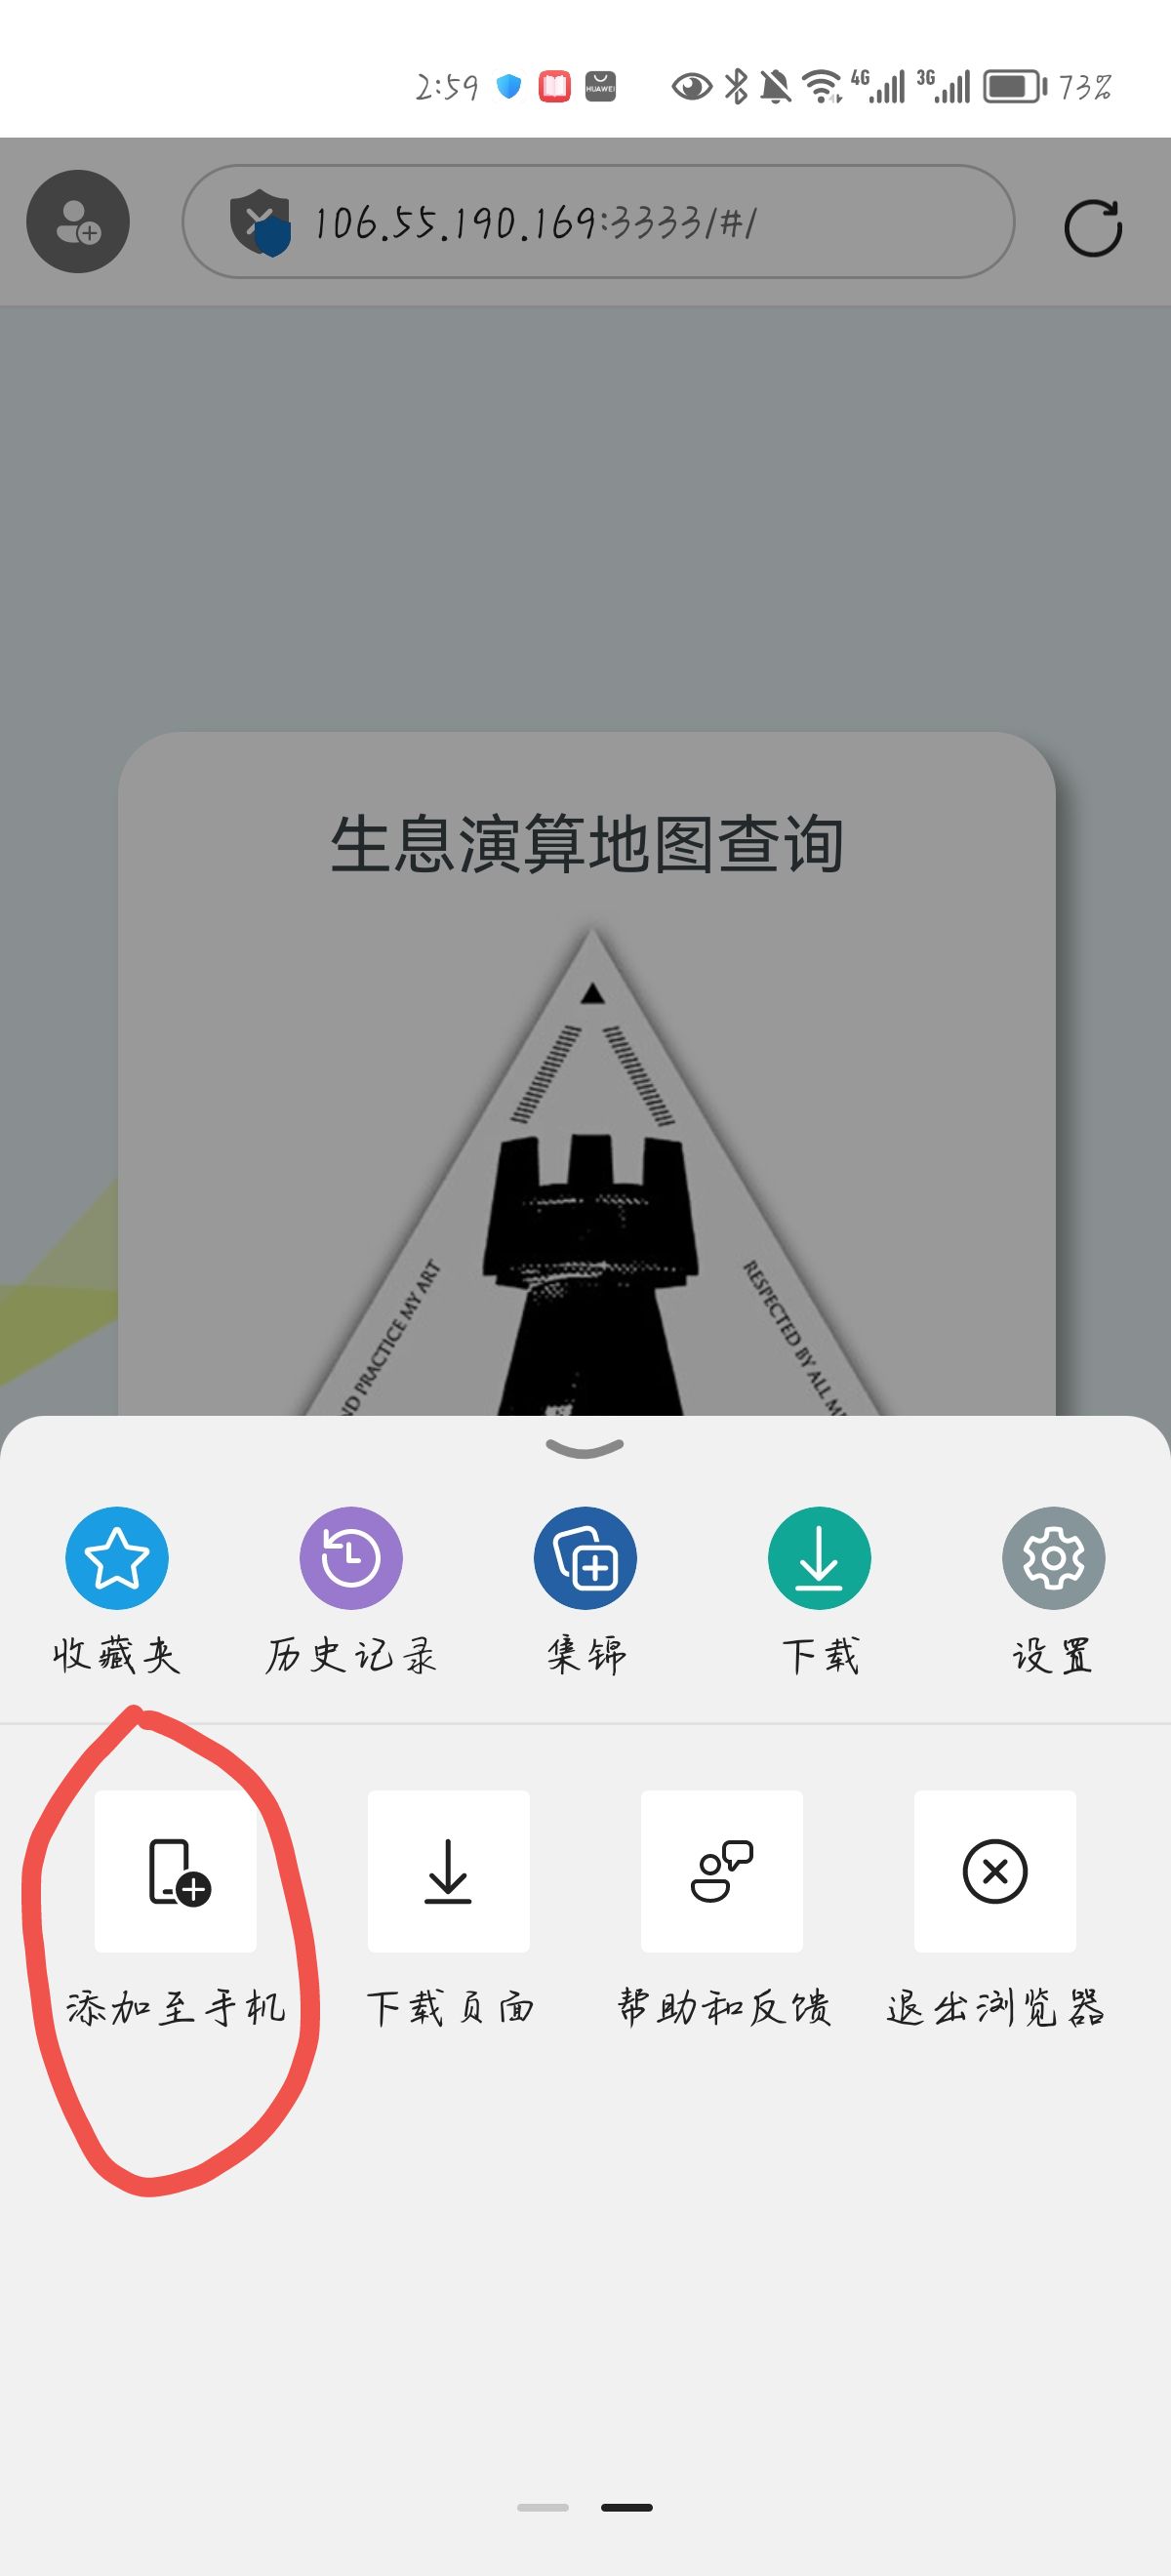 2:59 HUAWEI 4G 3G 73%
106.55.190.169:3333/#/
生息演算地图查询
ND PRACTICE MY ART
RESPECTED BY ALL M
收藏夹 历史记录 集锦 下载 设置
添加至手机 下载页面 帮助和反馈 退出浏览器